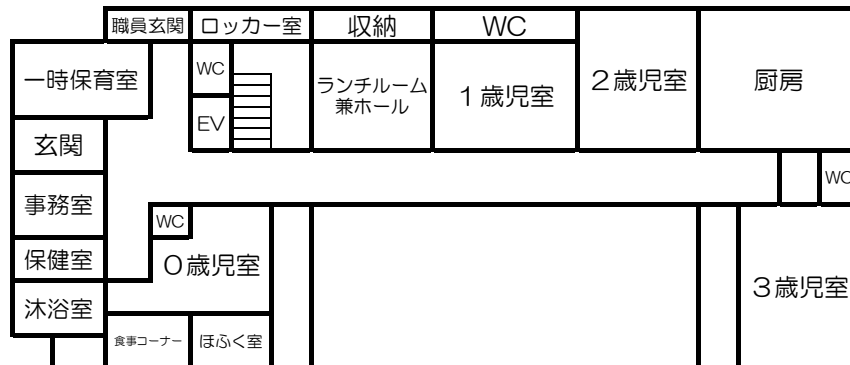 職員玄関
ロッカー室
収納
WC
一時保育室
WC
EV
ランチルーム
兼ホール
１歳児室
２歳児室
厨房
玄関
事務室
保健室
沐浴室
WC
０歳児室
食事コーナー
ほふく室
WC
３歳児室